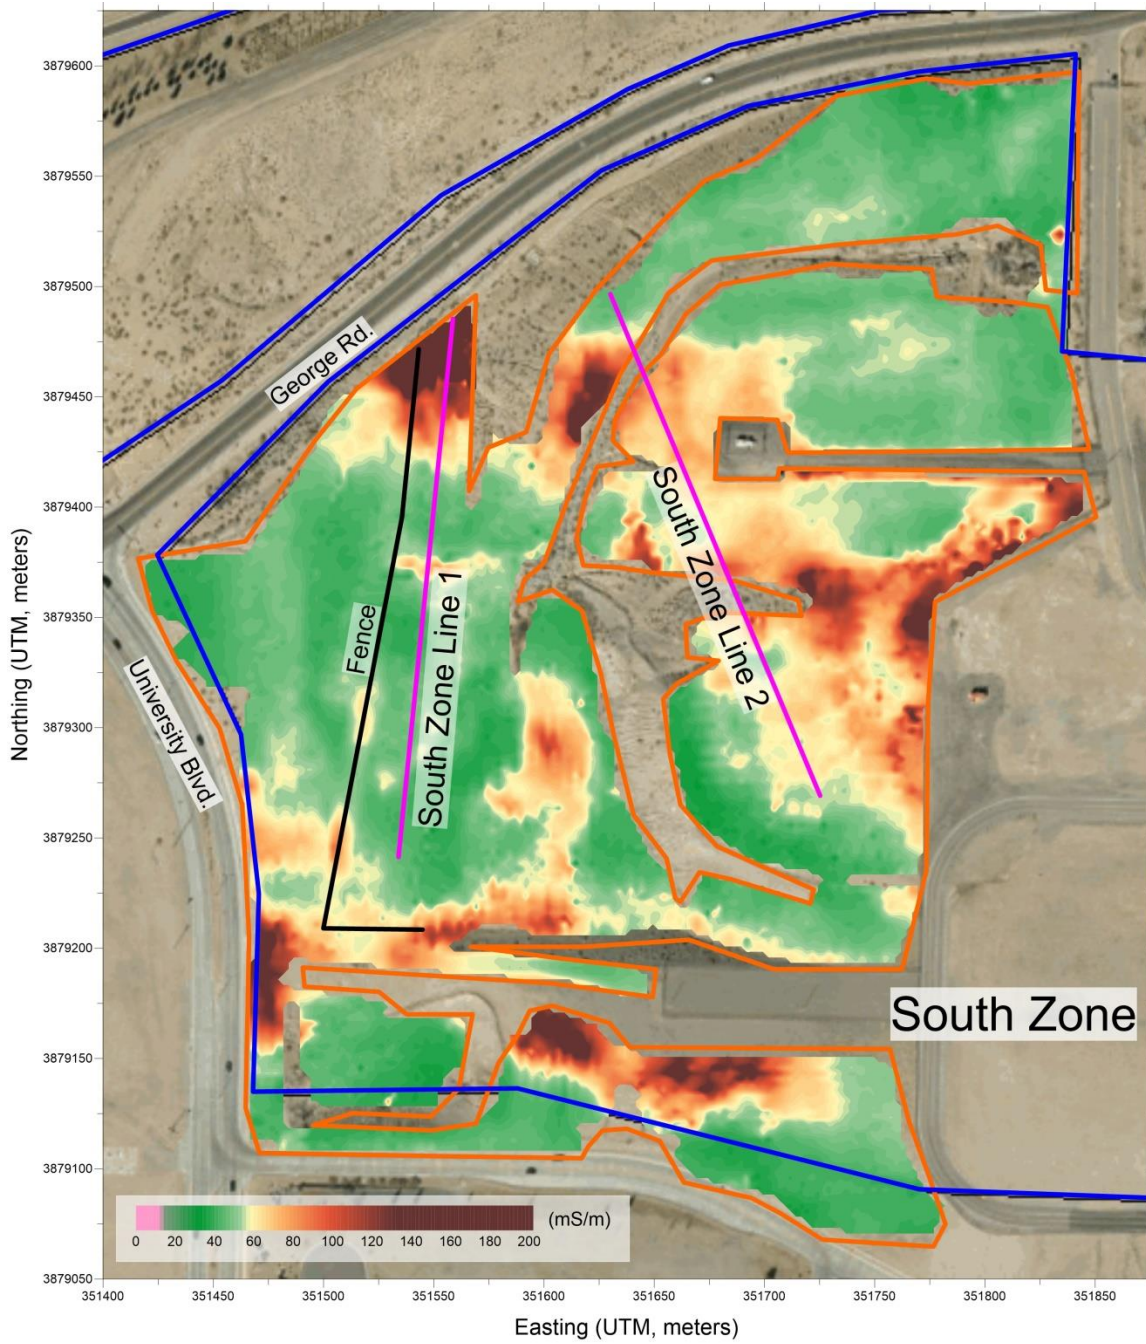 3879600
3879550
3879500
3879450
3879400
3879350
3879300
3879250
3879200
3879150
3879100
3879050
Northing (UTM, meters)
George Rd.
Fence
South Zone Line 1
South Zone Line 2
University Blvd.
South Zone
(mS/m)
0 20 40 60 80 100 120 140 160 180 200
351400 351450 351500 351550 351600 351650 351700 351750 351800 351850
Easting (UTM, meters)